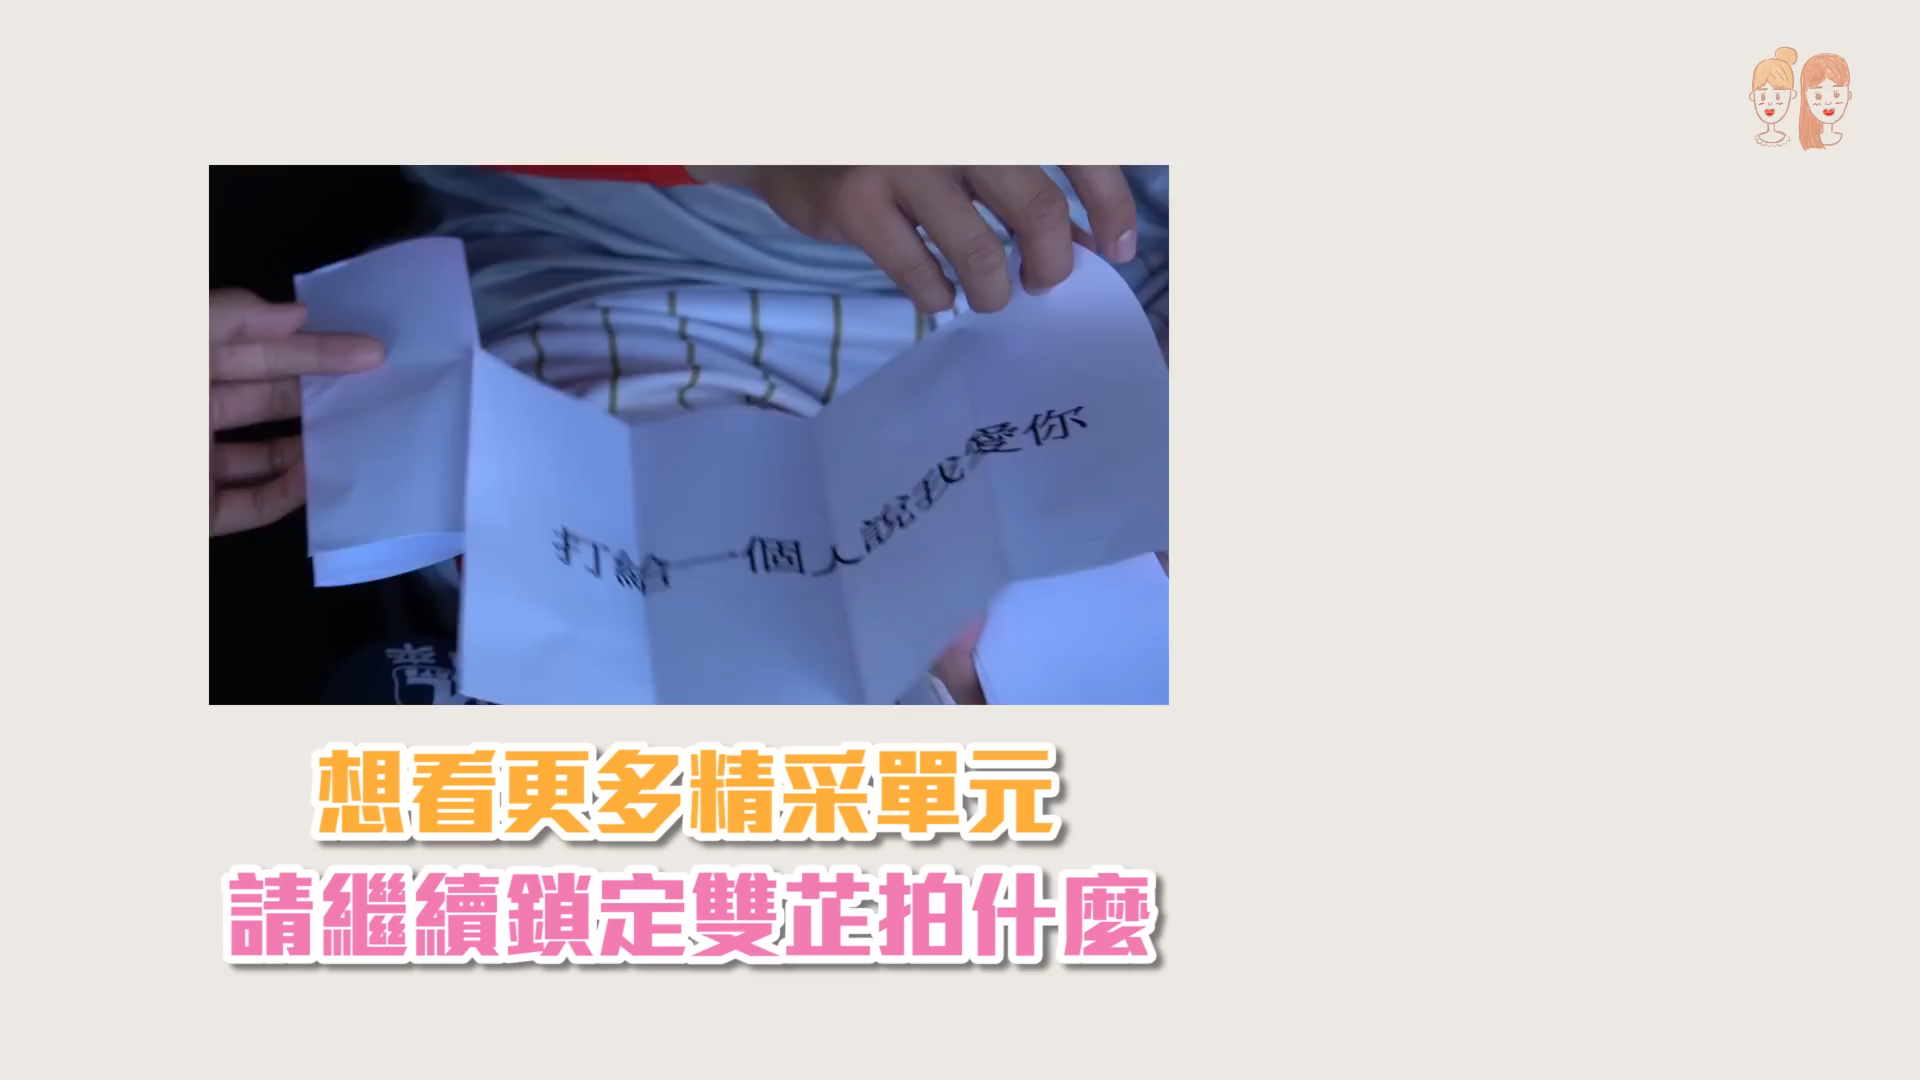 打給一個人說我愛你
想看更多精采單元
請繼續鎖定雙芷拍什麼